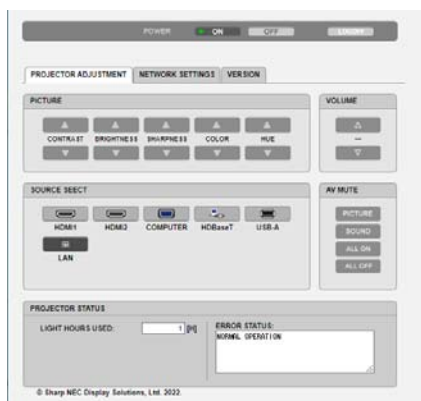 POWER ON OFF LOGOFF
PROJECTOR ADJUSTMENT NETWORK SETTINGS VERSION
PICTURE VOLUME
CONTRAST BRIGHTNESS SHARPNESS COLOR HUE
SOURCE SEECT AV MUTE
PICTURE
HDMI1 HDMI2 COMPUTER HDBaseT USB-A
SOUND
ALL ON
LAN
ALL OFF
PROJECTOR STATUS
LIGHT HOURS USED: 1 [H] ERROR STATUS:
NORMAL OPERATION
© Sharp NEC Display Solutions, Ltd. 2022.